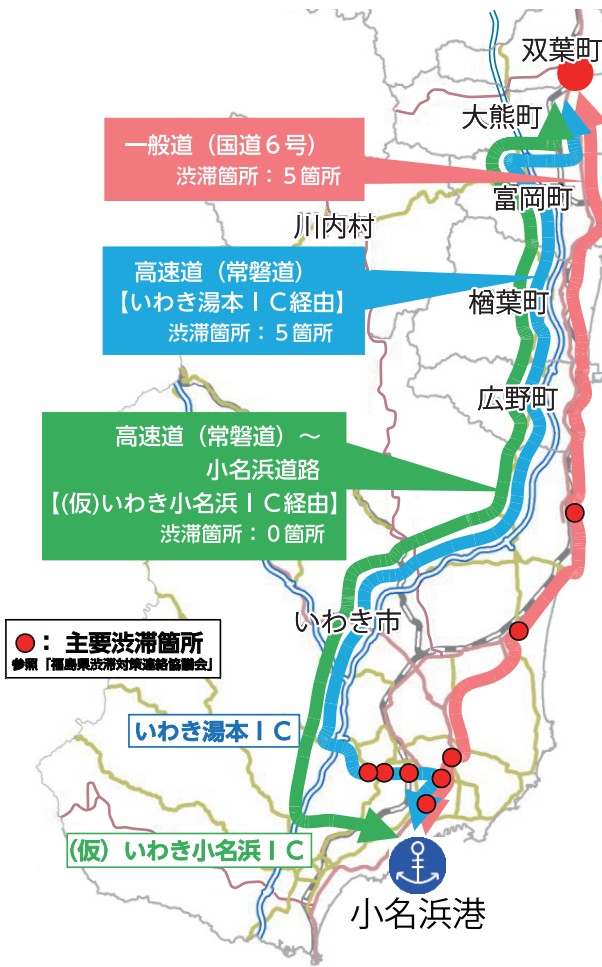 双葉町
大熊町
一般道（国道６号）
渋滞箇所：５箇所
富岡町
川内村
高速道（常磐道）
【いわき湯本ＩＣ経由】
渋滞箇所：５箇所
楢葉町
広野町
高速道（常磐道）～
小名浜道路
【(仮)いわき小名浜ＩＣ経由】
渋滞箇所：０箇所
いわき市
：主要渋滞箇所
参照「福島県渋滞対策連絡協議会」
いわき湯本ＩＣ
(仮）いわき小名浜ＩＣ
小名浜港